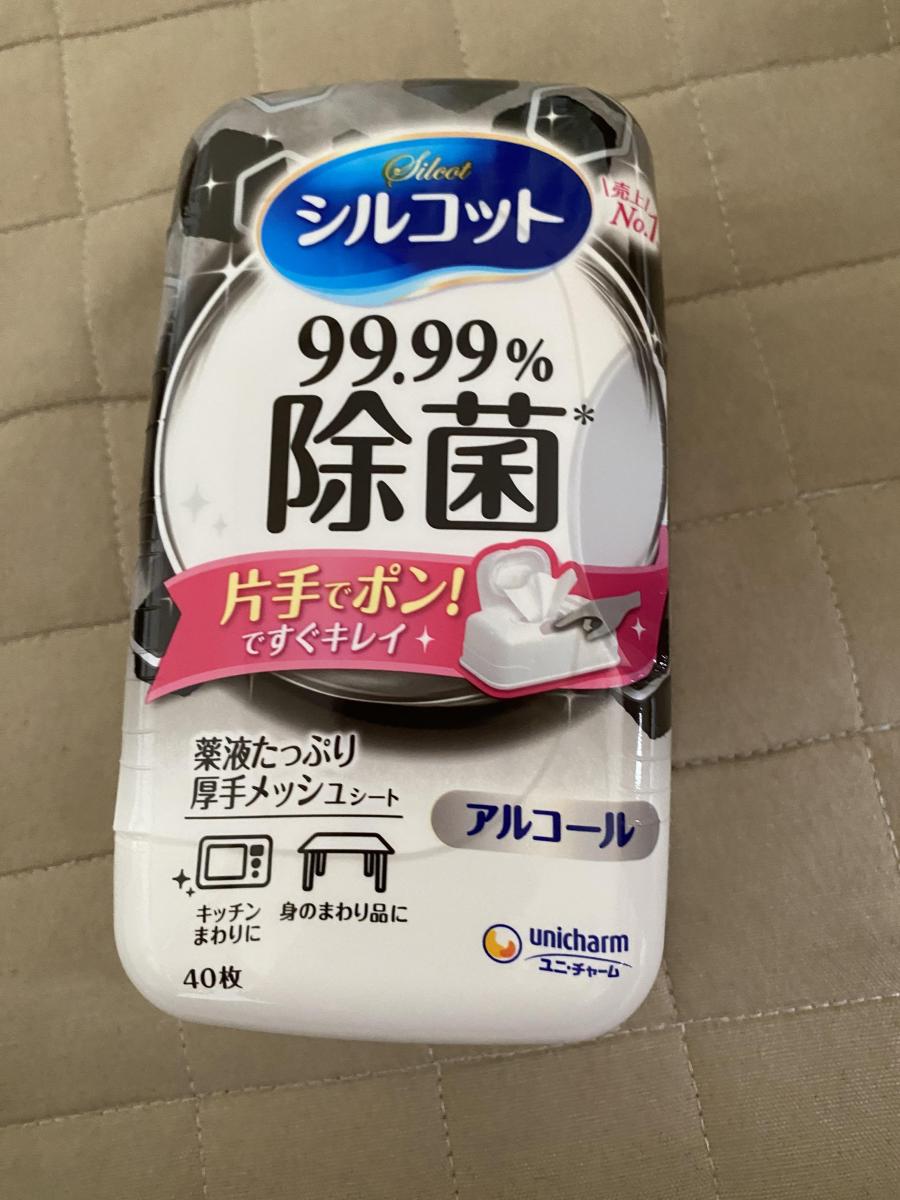 Silcot
シルコット
売上
No.1
99.99%
除菌*
片手でポン!
ですぐキレイ
薬液たっぷり
厚手メッシュシート
アルコール
キッチン
まわりに
身のまわり品に
unicharm
ユニ・チャーム
40枚